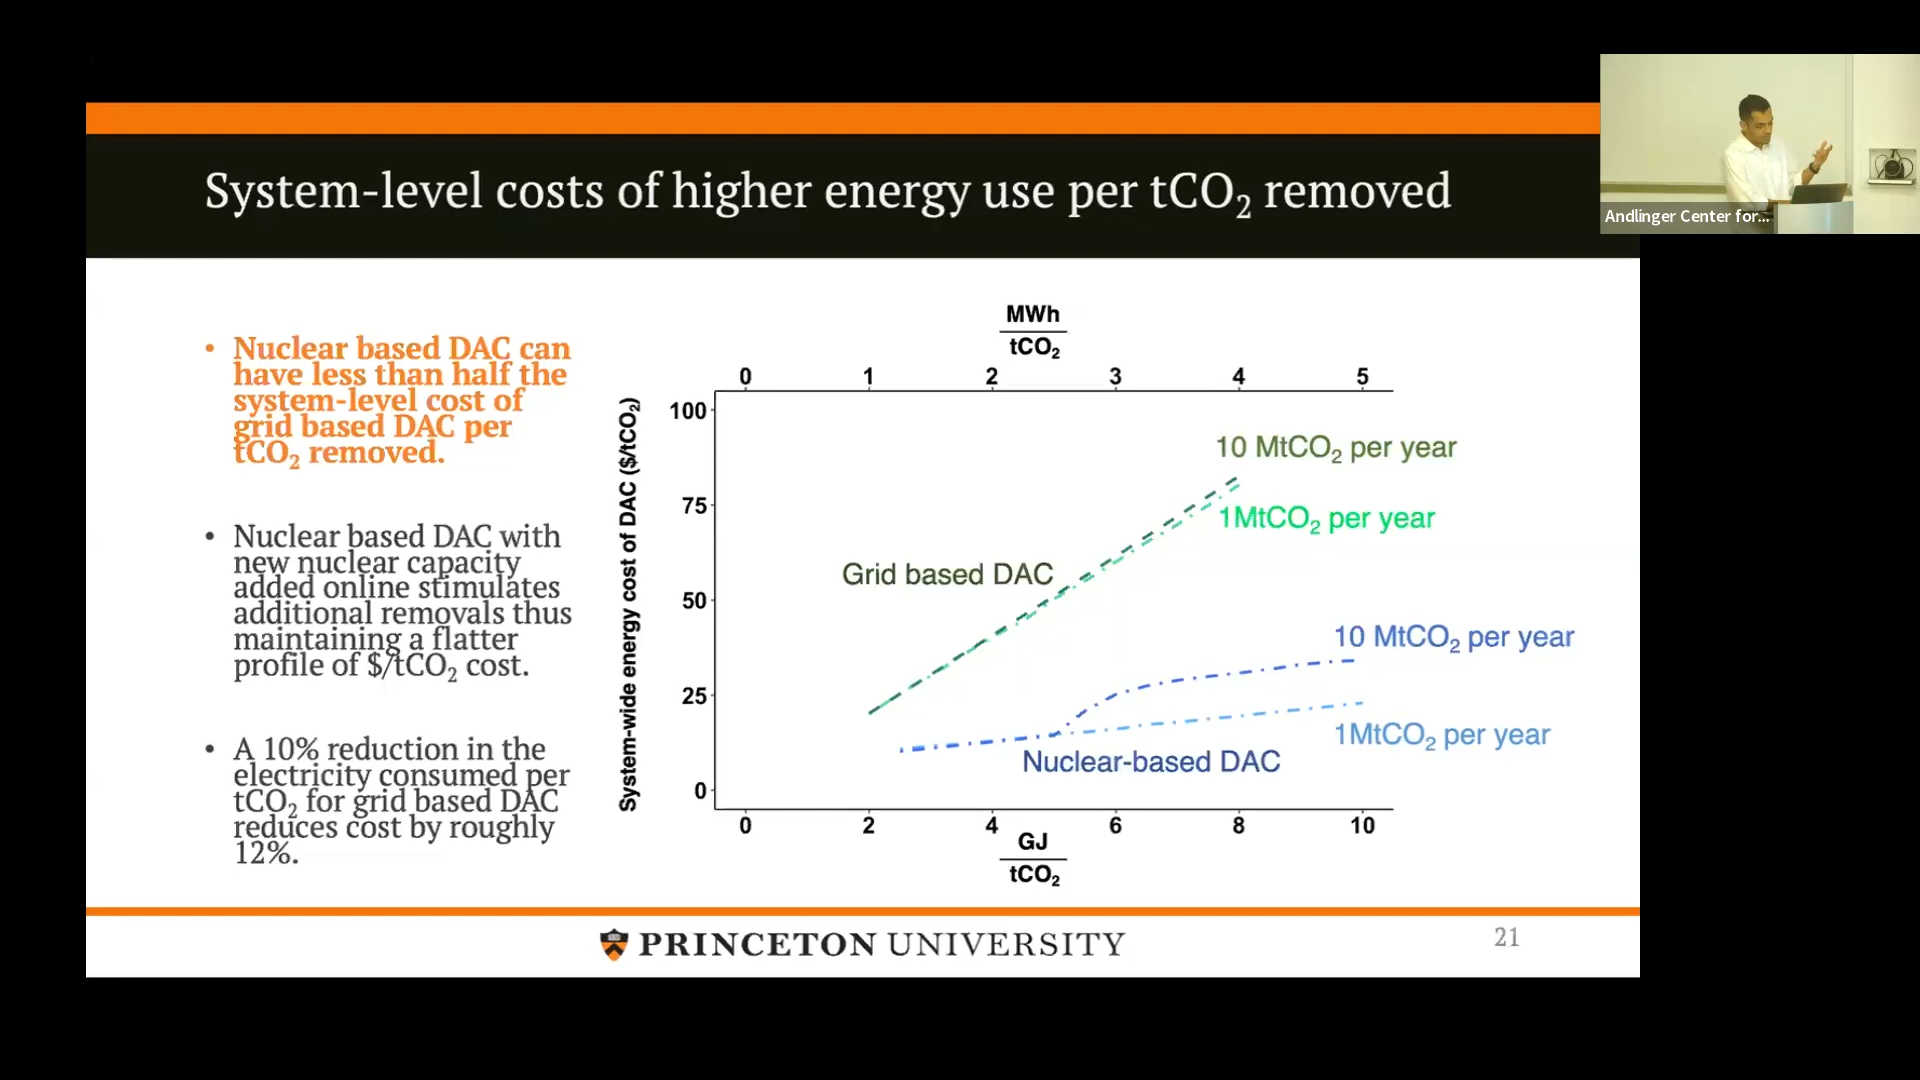 System-level costs of higher energy use per tCO₂ removed
Andlinger Center for...
• Nuclear based DAC can
have less than half the
system-level cost of
grid based DAC per
tCO₂ removed.
• Nuclear based DAC with
new nuclear capacity
added online stimulates
additional removals thus
maintaining a flatter
profile of $/tCO₂ cost.
• A 10% reduction in the
electricity consumed per
tCO₂ for grid based DAC
reduces cost by roughly
12%.
MWh
tCO₂
0 1 2 3 4 5
System-wide energy cost of DAC ($/tCO₂)
100
75
50
25
0
10 MtCO₂ per year
1MtCO₂ per year
Grid based DAC
10 MtCO₂ per year
1MtCO₂ per year
Nuclear-based DAC
0 2 4 6 8 10
GJ
tCO₂
PRINCETON UNIVERSITY
21